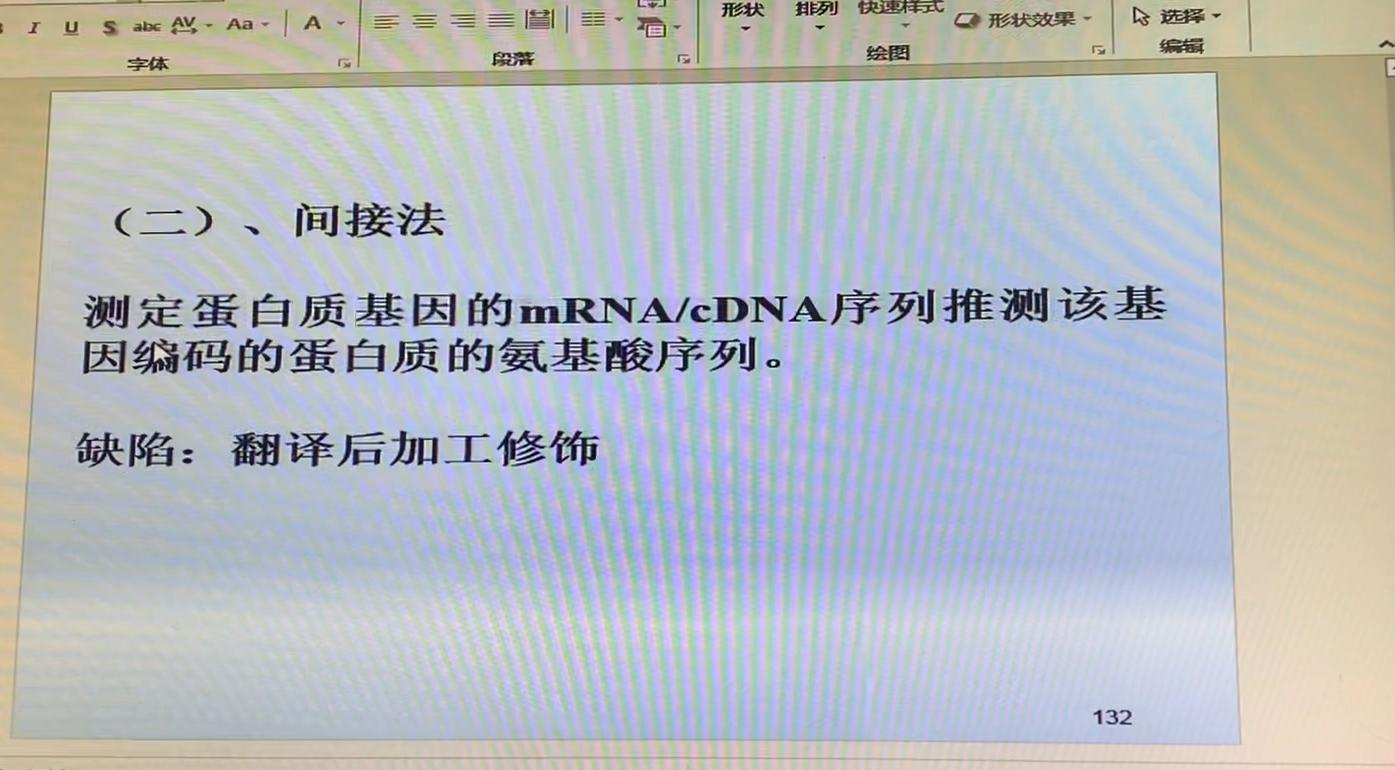 I U S abc AV Aa A
字体
段落
形状 排列 快速样式
形状效果
绘图
选择
编辑
（二）、间接法
测定蛋白质基因的mRNA/cDNA序列推测该基
因编码的蛋白质的氨基酸序列。
缺陷：翻译后加工修饰
132